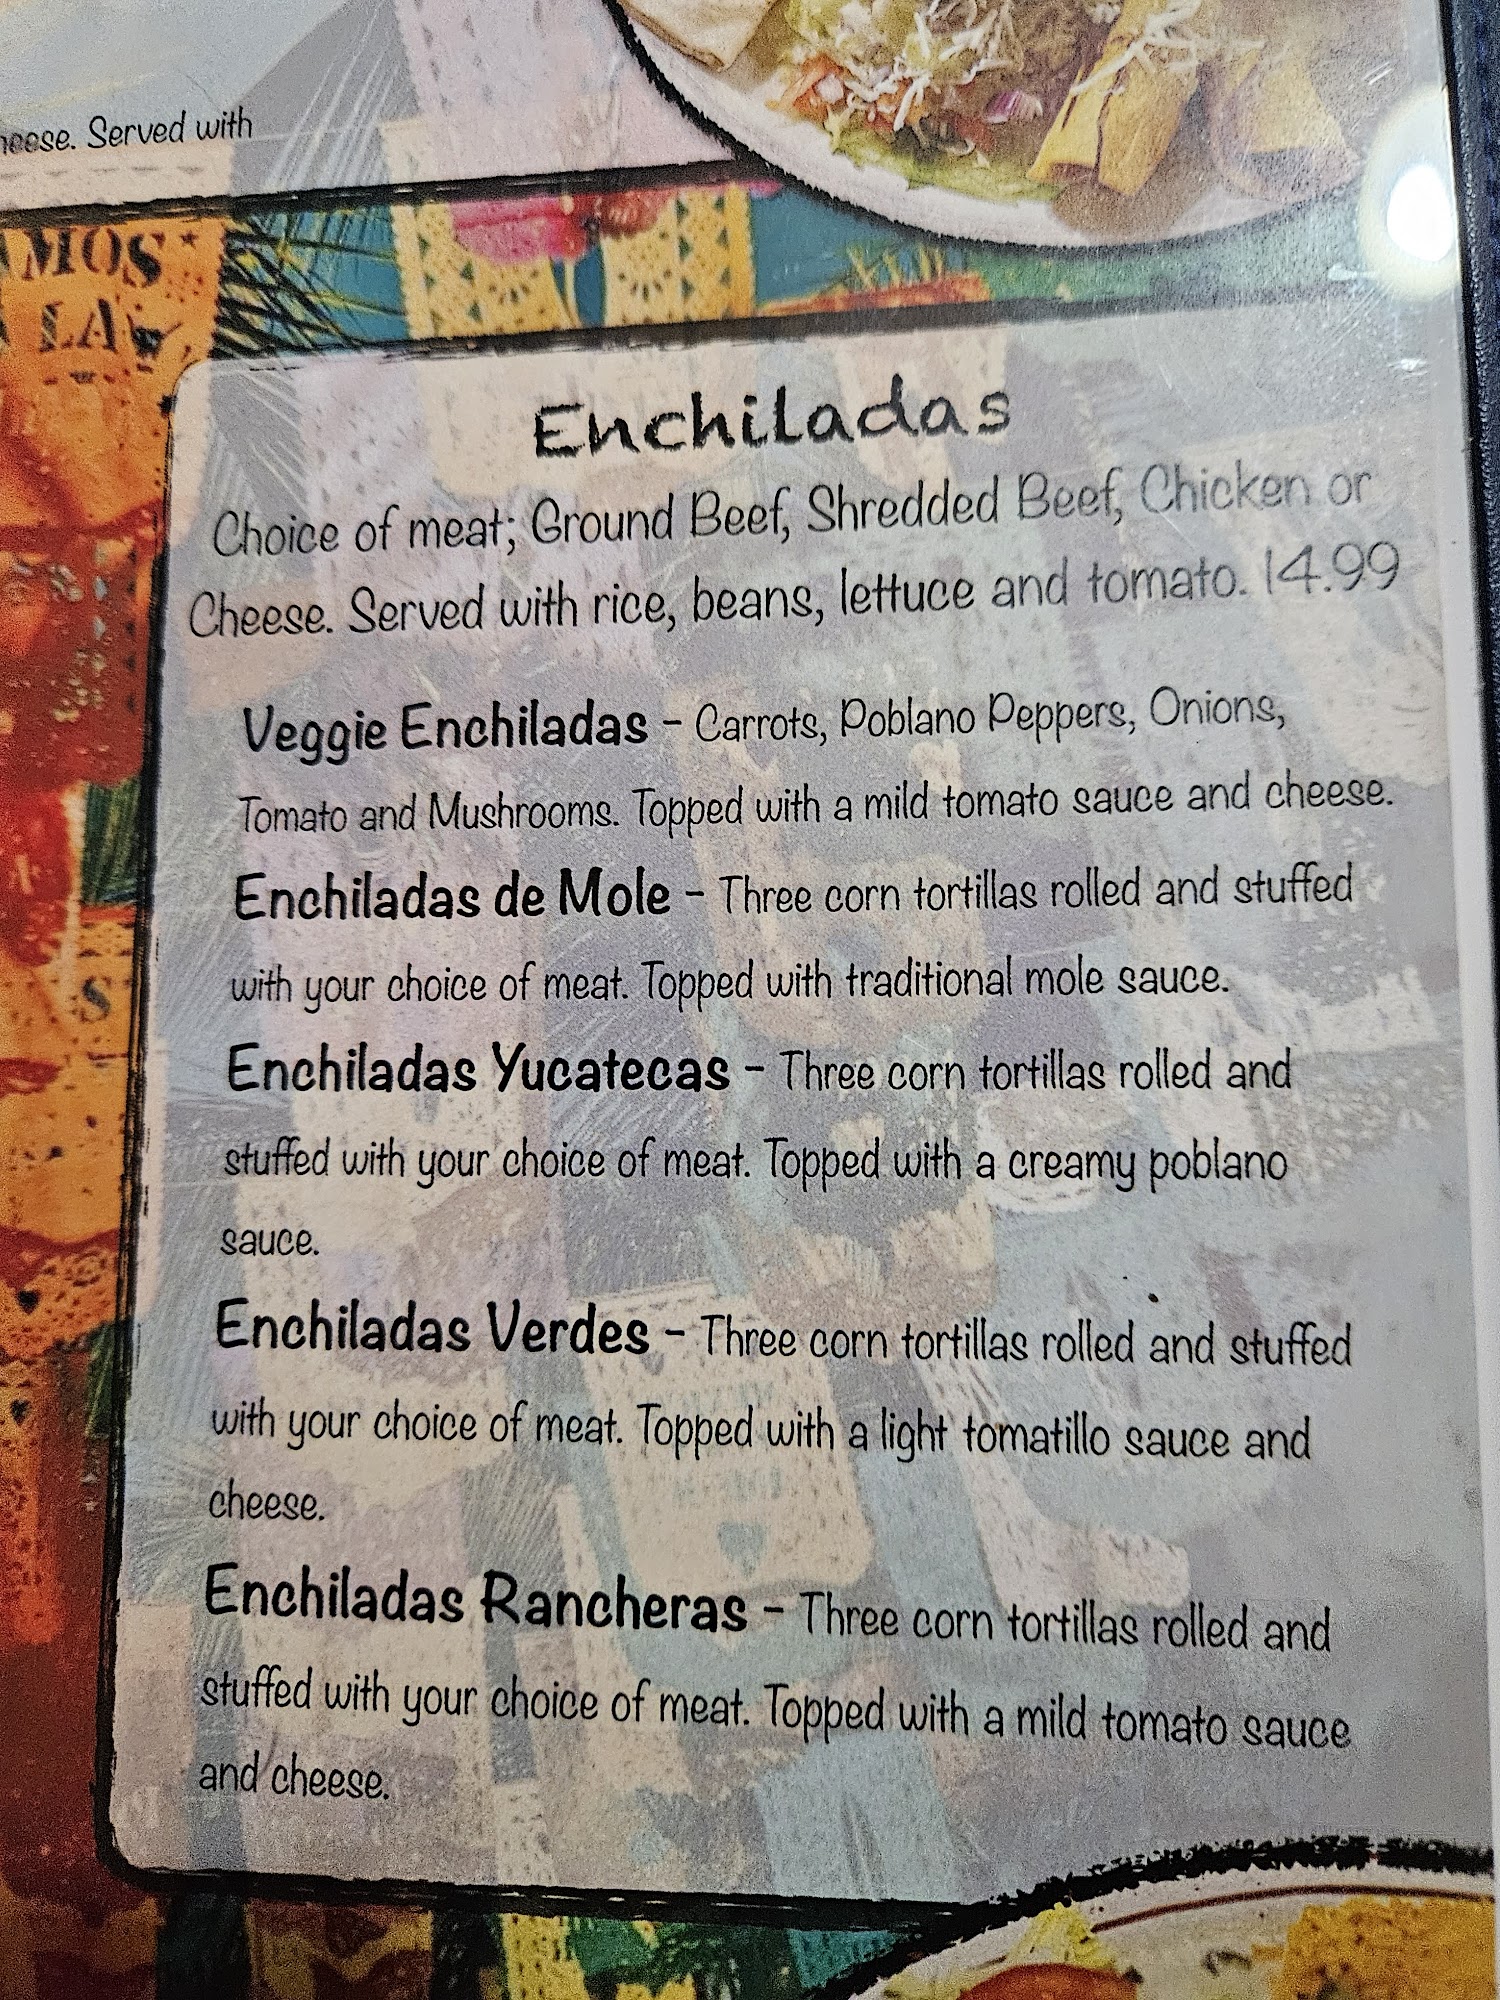 cheese. Served with
AMOS
LA
S
Enchiladas
Choice of meat; Ground Beef, Shredded Beef, Chicken or
Cheese. Served with rice, beans, lettuce and tomato. 14.99
Veggie Enchiladas - Carrots, Poblano Peppers, Onions,
Tomato and Mushrooms. Topped with a mild tomato sauce and cheese.
Enchiladas de Mole - Three corn tortillas rolled and stuffed
with your choice of meat. Topped with traditional mole sauce.
Enchiladas Yucatecas - Three corn tortillas rolled and
stuffed with your choice of meat. Topped with a creamy poblano
sauce.
Enchiladas Verdes - Three corn tortillas rolled and stuffed
with your choice of meat. Topped with a light tomatillo sauce and
cheese.
Enchiladas Rancheras - Three corn tortillas rolled and
stuffed with your choice of meat. Topped with a mild tomato sauce
and cheese.